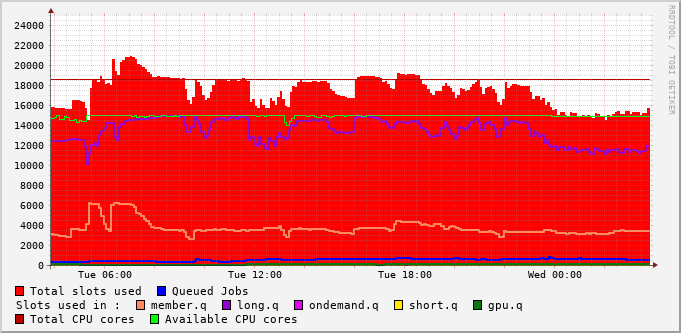 RRDTOOL / TOBI OETIKER
24000
22000
20000
18000
16000
14000
12000
10000
8000
6000
4000
2000
0
Tue 06:00 Tue 12:00 Tue 18:00 Wed 00:00
Total slots used Queued Jobs
Slots used in : member.q long.q ondemand.q short.q gpu.q
Total CPU cores Available CPU cores